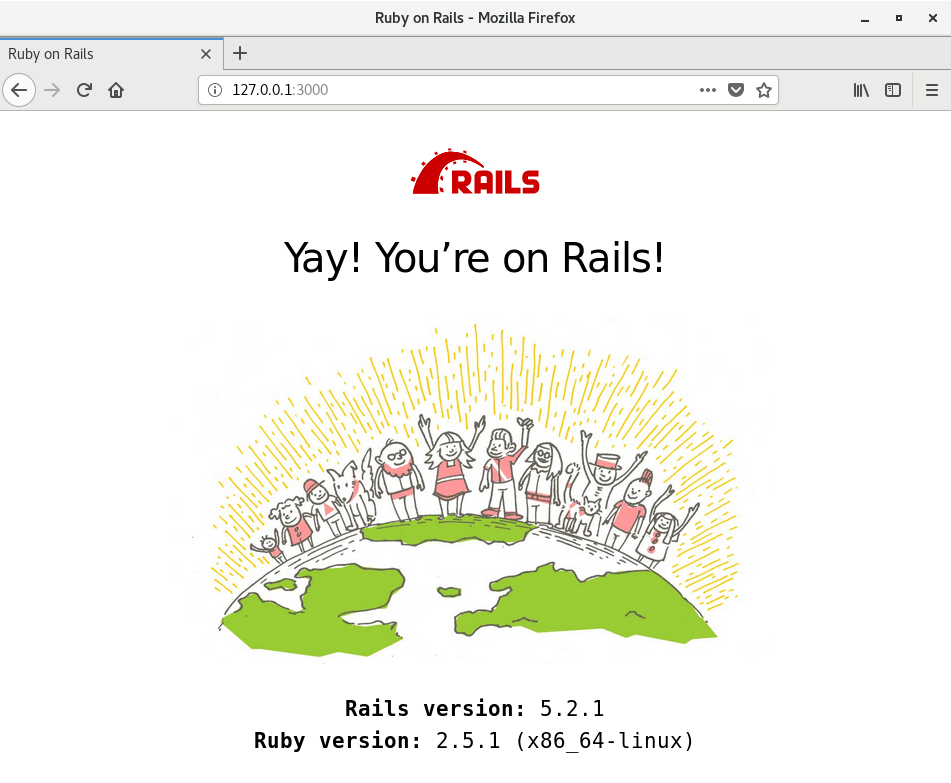 Ruby on Rails - Mozilla Firefox
Ruby on Rails
127.0.0.1:3000
RAILS
Yay! You’re on Rails!
Rails version: 5.2.1
Ruby version: 2.5.1 (x86_64-linux)